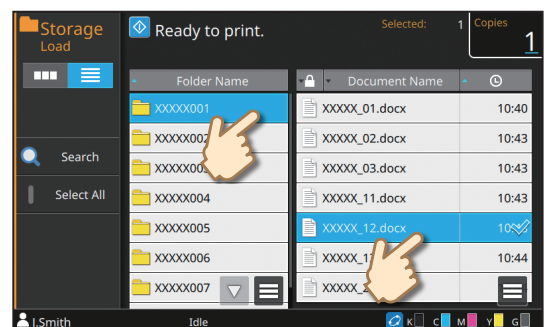 Storage
Load
Ready to print.
Selected: 1
Copies
1
Folder Name
Document Name
XXXXX001
XXXXX_01.docx 10:40
XXXXX002
XXXXX_02.docx 10:43
XXXXX_03.docx 10:43
Search
XXXXX004
XXXXX_11.docx 10:43
Select All
XXXXX005
XXXXX_12.docx
XXXXX006
10:44
XXXXX007
J.Smith
Idle
K C M Y G